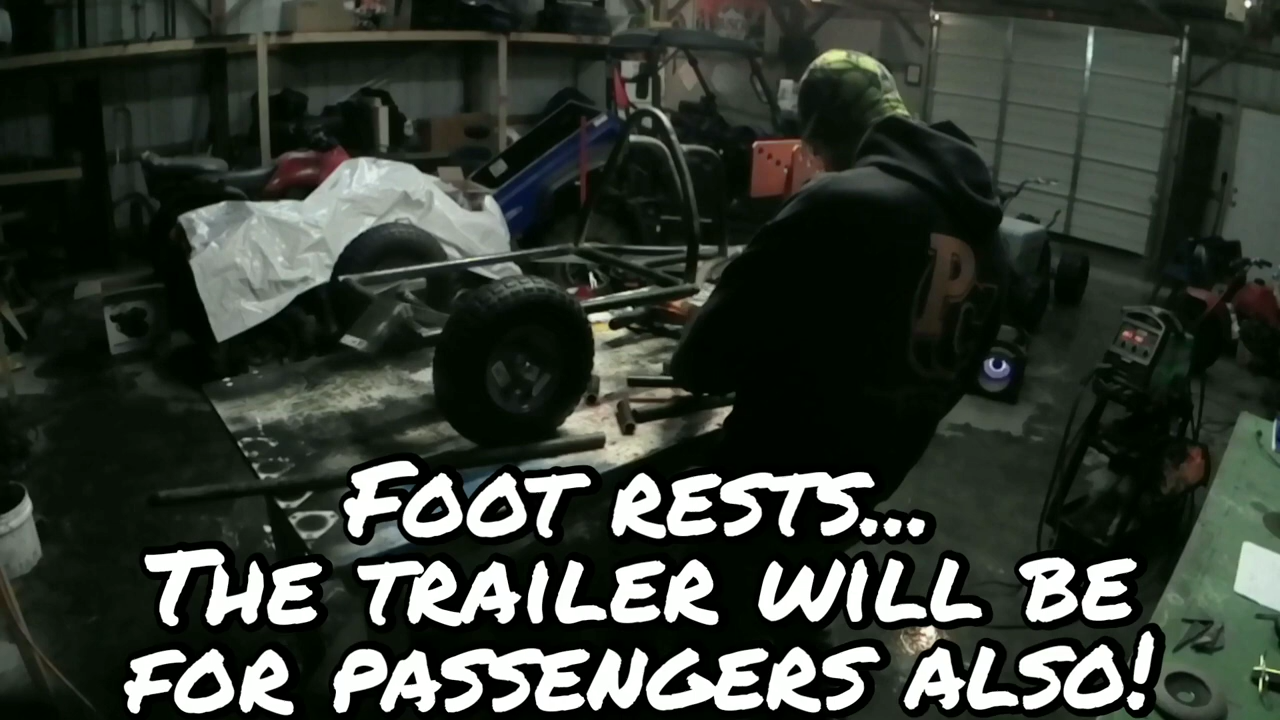 Foot rests...
The trailer will be
for passengers also!